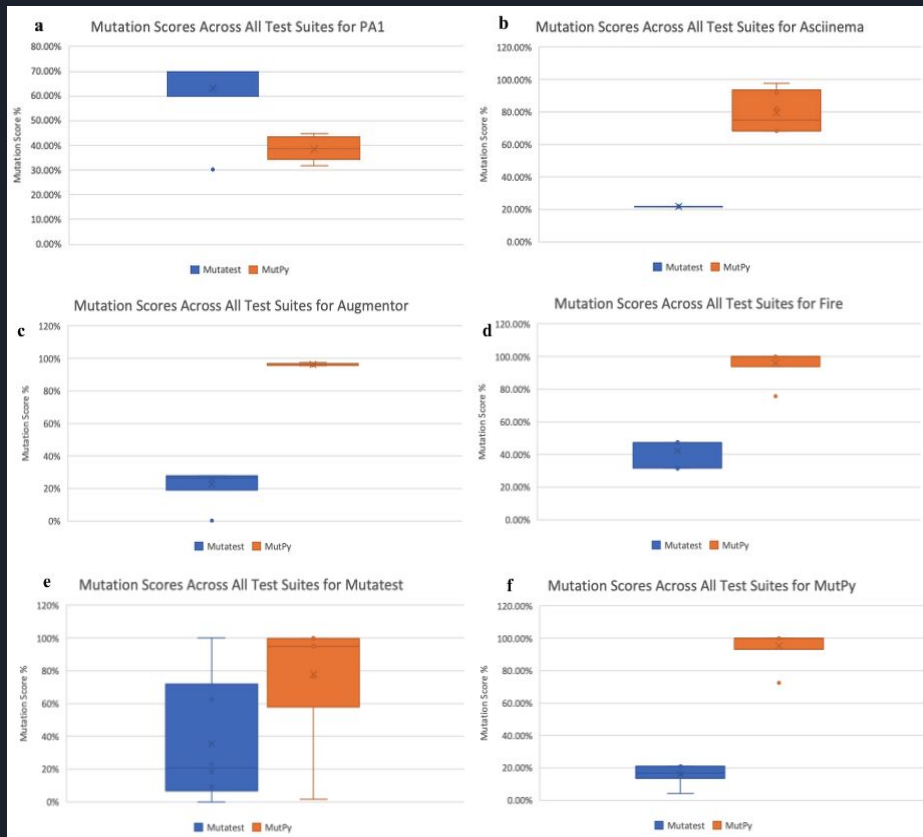 a
Mutation Scores Across All Test Suites for PA1
80.00%
70.00%
60.00%
50.00%
40.00%
30.00%
20.00%
10.00%
0.00%
Mutation Score %
Mutatest MutPy
b
Mutation Scores Across All Test Suites for Asciinema
120.00%
100.00%
80.00%
60.00%
40.00%
20.00%
0.00%
Mutation Score %
Mutatest MutPy
c
Mutation Scores Across All Test Suites for Augmentor
120%
100%
80%
60%
40%
20%
0%
Mutation Score %
Mutatest MutPy
d
Mutation Scores Across All Test Suites for Fire
120.00%
100.00%
80.00%
60.00%
40.00%
20.00%
0.00%
Mutation Score %
Mutatest MutPy
e
Mutation Scores Across All Test Suites for Mutatest
120%
100%
80%
60%
40%
20%
0%
Mutation Score %
Mutatest MutPy
f
Mutation Scores Across All Test Suites for MutPy
120.00%
100.00%
80.00%
60.00%
40.00%
20.00%
0.00%
Mutation Score %
Mutatest MutPy